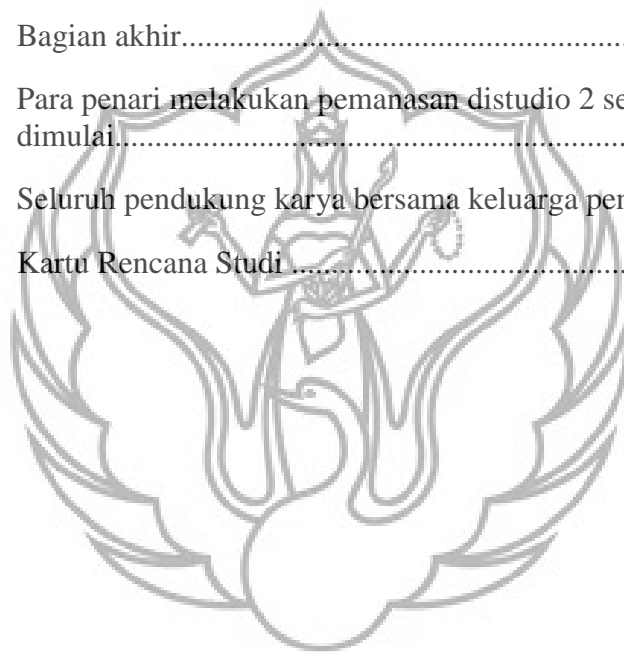 Bagian akhir..........................................................
Para penari melakukan pemanasan distudio 2 se
dimulai..................................................................
Seluruh pendukung karya bersama keluarga per
Kartu Rencana Studi ..........................................